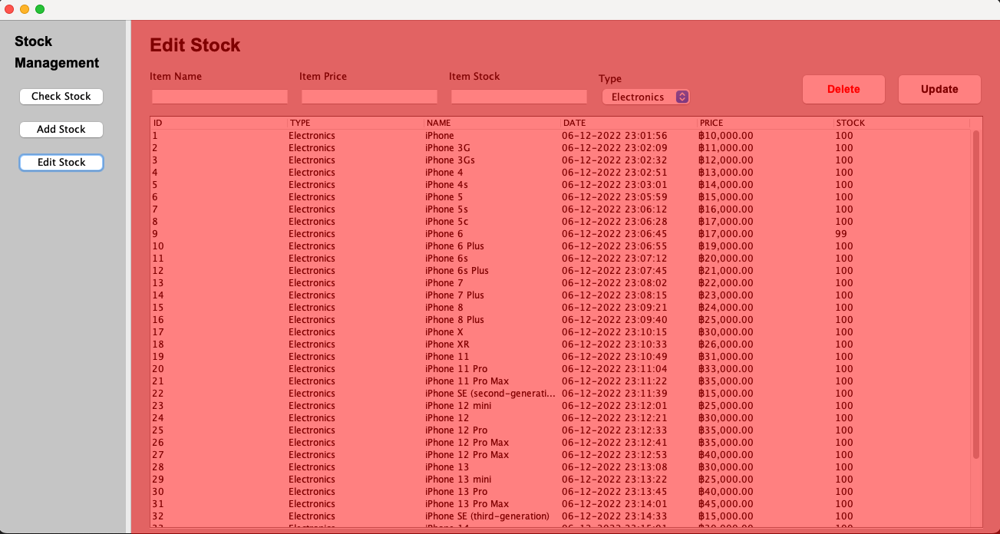 Stock
Management
Check Stock
Add Stock
Edit Stock
Edit Stock
Item Name Item Price Item Stock Type
Electronics Delete Update
ID TYPE NAME DATE PRICE STOCK
1 Electronics iPhone 06-12-2022 23:01:56 ฿10,000.00 100
2 Electronics iPhone 3G 06-12-2022 23:02:09 ฿11,000.00 100
3 Electronics iPhone 3Gs 06-12-2022 23:02:32 ฿12,000.00 100
4 Electronics iPhone 4 06-12-2022 23:02:51 ฿13,000.00 100
5 Electronics iPhone 4s 06-12-2022 23:03:01 ฿14,000.00 100
6 Electronics iPhone 5 06-12-2022 23:05:59 ฿15,000.00 100
7 Electronics iPhone 5s 06-12-2022 23:06:12 ฿16,000.00 100
8 Electronics iPhone 5c 06-12-2022 23:06:28 ฿17,000.00 100
9 Electronics iPhone 6 06-12-2022 23:06:45 ฿17,000.00 99
10 Electronics iPhone 6 Plus 06-12-2022 23:06:55 ฿19,000.00 100
11 Electronics iPhone 6s 06-12-2022 23:07:12 ฿20,000.00 100
12 Electronics iPhone 6s Plus 06-12-2022 23:07:45 ฿21,000.00 100
13 Electronics iPhone 7 06-12-2022 23:08:02 ฿22,000.00 100
14 Electronics iPhone 7 Plus 06-12-2022 23:08:15 ฿23,000.00 100
15 Electronics iPhone 8 06-12-2022 23:09:21 ฿24,000.00 100
16 Electronics iPhone 8 Plus 06-12-2022 23:09:40 ฿25,000.00 100
17 Electronics iPhone X 06-12-2022 23:10:15 ฿30,000.00 100
18 Electronics iPhone XR 06-12-2022 23:10:33 ฿26,000.00 100
19 Electronics iPhone 11 06-12-2022 23:10:49 ฿31,000.00 100
20 Electronics iPhone 11 Pro 06-12-2022 23:11:04 ฿33,000.00 100
21 Electronics iPhone 11 Pro Max 06-12-2022 23:11:22 ฿35,000.00 100
22 Electronics iPhone SE (second-generati... 06-12-2022 23:11:39 ฿15,000.00 100
23 Electronics iPhone 12 mini 06-12-2022 23:12:01 ฿25,000.00 100
24 Electronics iPhone 12 06-12-2022 23:12:21 ฿30,000.00 100
25 Electronics iPhone 12 Pro 06-12-2022 23:12:33 ฿35,000.00 100
26 Electronics iPhone 12 Pro Max 06-12-2022 23:12:41 ฿35,000.00 100
27 Electronics iPhone 12 Pro Max 06-12-2022 23:12:53 ฿40,000.00 100
28 Electronics iPhone 13 06-12-2022 23:13:08 ฿30,000.00 100
29 Electronics iPhone 13 mini 06-12-2022 23:13:22 ฿25,000.00 100
30 Electronics iPhone 13 Pro 06-12-2022 23:13:45 ฿40,000.00 100
31 Electronics iPhone 13 Pro Max 06-12-2022 23:14:01 ฿45,000.00 100
32 Electronics iPhone SE (third-generation) 06-12-2022 23:14:33 ฿15,000.00 100